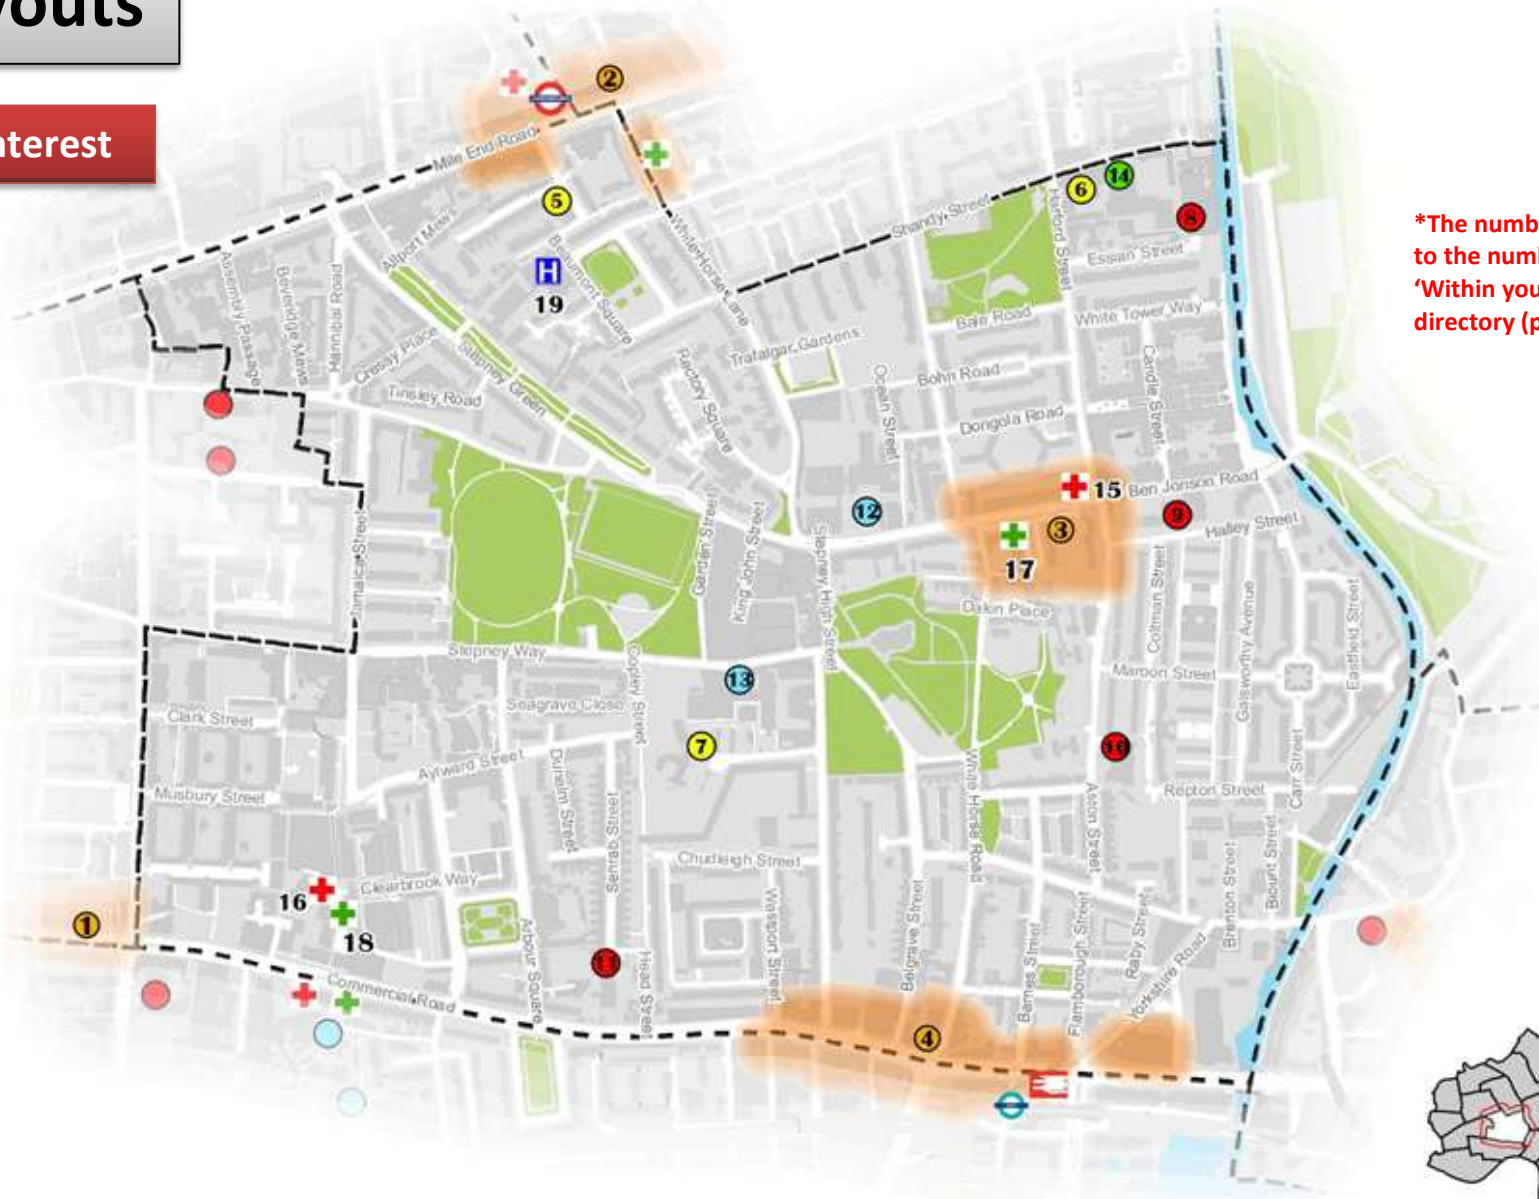 youts
nterest
*The numb
to the numl
‘Within you
directory (p
2
Mile End Road
5
6
14
8
Shandy Street
Harford Street
Essian Street
Allport Mews
White Horse Lane
Beaumont Square
H
19
Assembly Passage
Beveridge Mews
Hannibal Road
Bale Road
White Tower Way
Cressy Place
Stepney Green
Trafalgar Gardens
Rectory Square
Ocean Street
Bohn Road
Candle Street
Tinsley Road
Dongola Road
15
Ben Jonson Road
12
3
9
Halley Street
17
Jamaica Street
Garden Street
King John Street
Stepney High Street
Dakin Place
Coltman Street
Galsworthy Avenue
Eastfield Street
Stepney Way
Copley Street
13
Maroon Street
Clark Street
Seagrave Close
7
10
Aylward Street
Durham Street
White Horse Road
Aston Street
Carr Street
Musbury Street
Senrab Street
Repton Street
Chudleigh Street
Blount Street
Clearbrook Way
16
18
1
Arbour Square
11
Head Street
Wesport Street
Belgrave Street
Barnes Street
Flamborough Street
Raby Street
Yorkshire Road
Brenton Street
Commercial Road
4